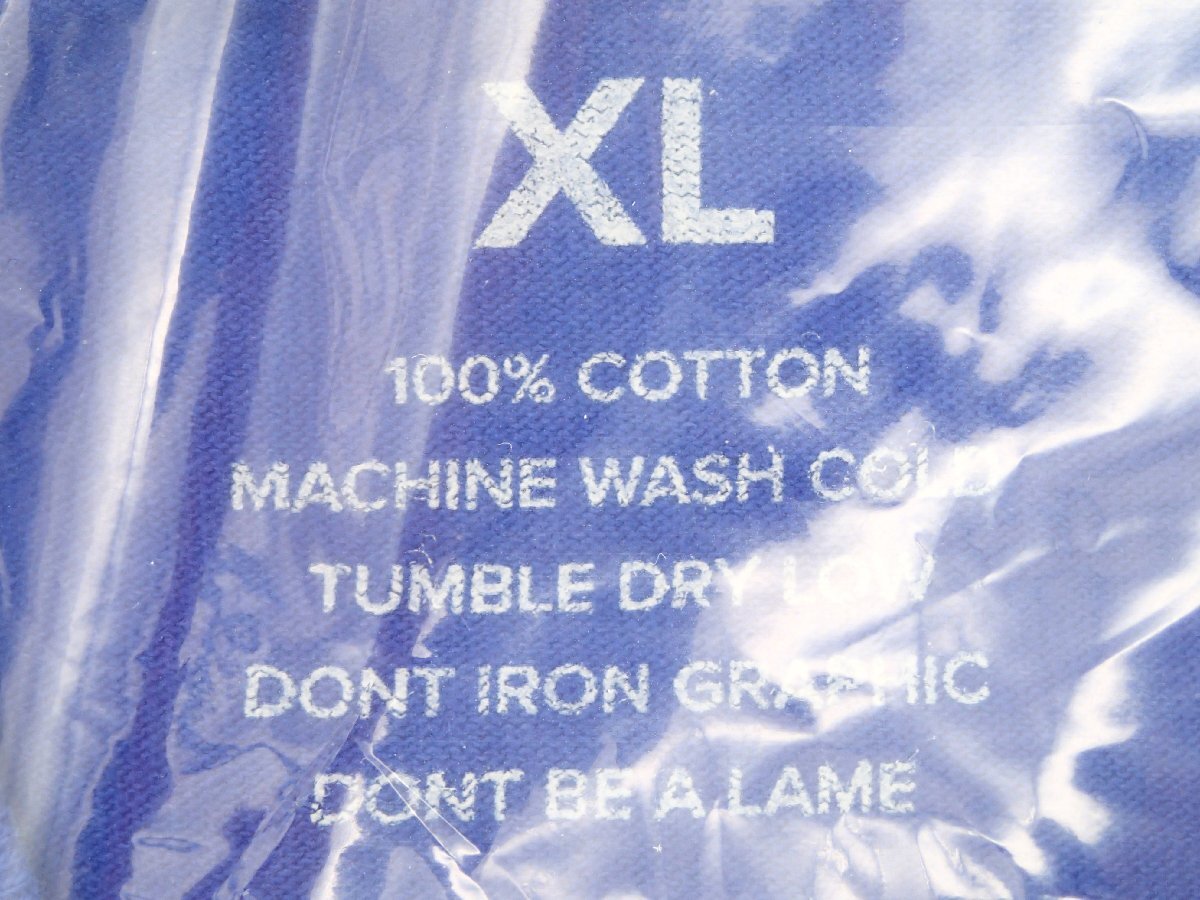 XL
100% COTTON
MACHINE WASH COLD
TUMBLE DRY LOW
DONT IRON GRAPHIC
DONT BE A LAME